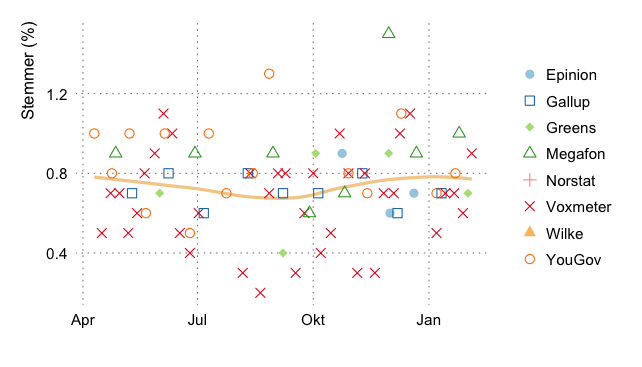 Stemmer (%)
1.2
0.8
0.4
Apr
Jul
Okt
Jan
Epinion
Gallup
Greens
Megafon
Norstat
Voxmeter
Wilke
YouGov